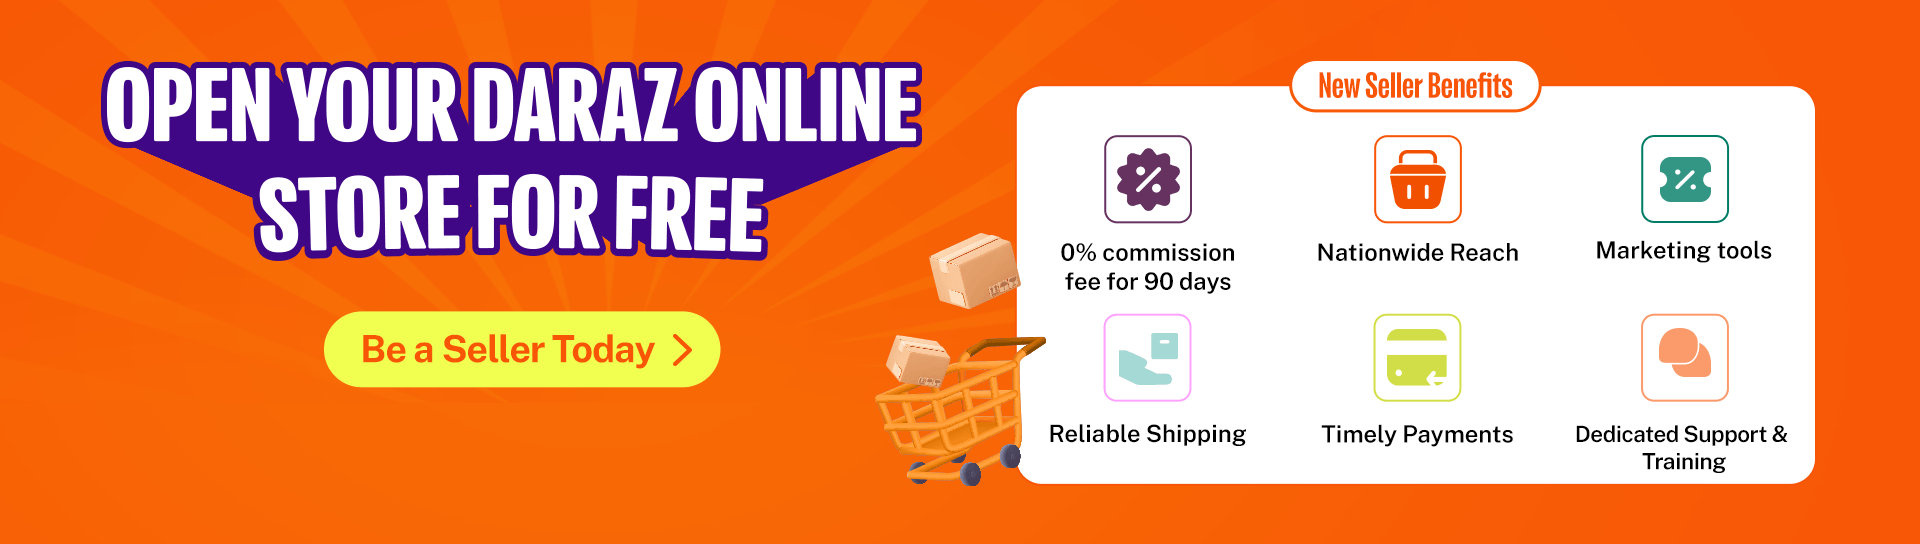 OPEN YOUR DARAZ ONLINE
STORE FOR FREE
Be a Seller Today
New Seller Benefits
0% commission
fee for 90 days
Nationwide Reach
Marketing tools
Reliable Shipping
Timely Payments
Dedicated Support &
Training